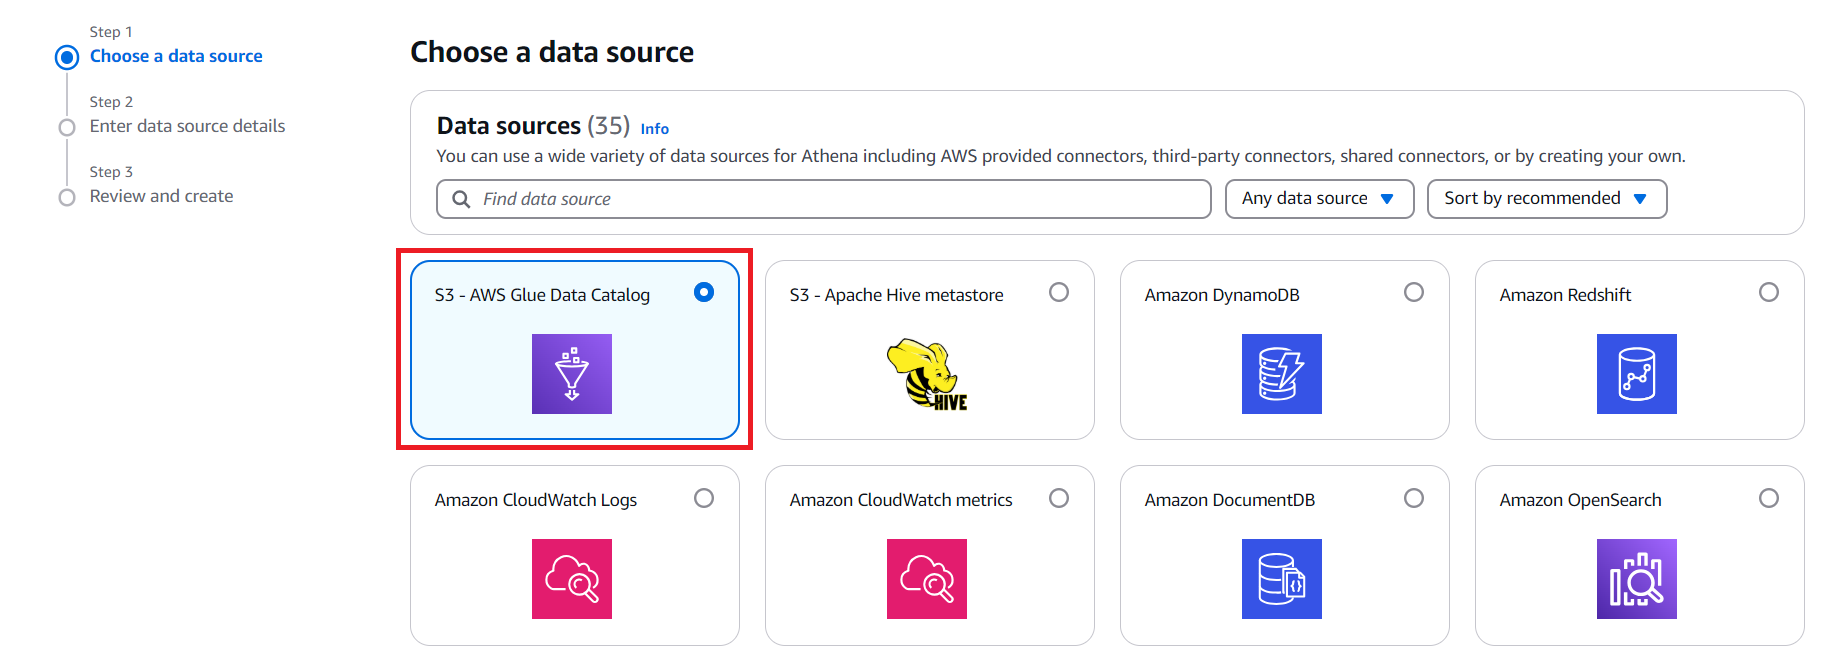 Step 1
Choose a data source
Step 2
Enter data source details
Step 3
Review and create
Choose a data source
Data sources (35) Info
You can use a wide variety of data sources for Athena including AWS provided connectors, third-party connectors, shared connectors, or by creating your own.
Find data source
Any data source
Sort by recommended
S3 - AWS Glue Data Catalog
S3 - Apache Hive metastore
HIVE
Amazon DynamoDB
Amazon Redshift
Amazon CloudWatch Logs
Amazon CloudWatch metrics
Amazon DocumentDB
Amazon OpenSearch